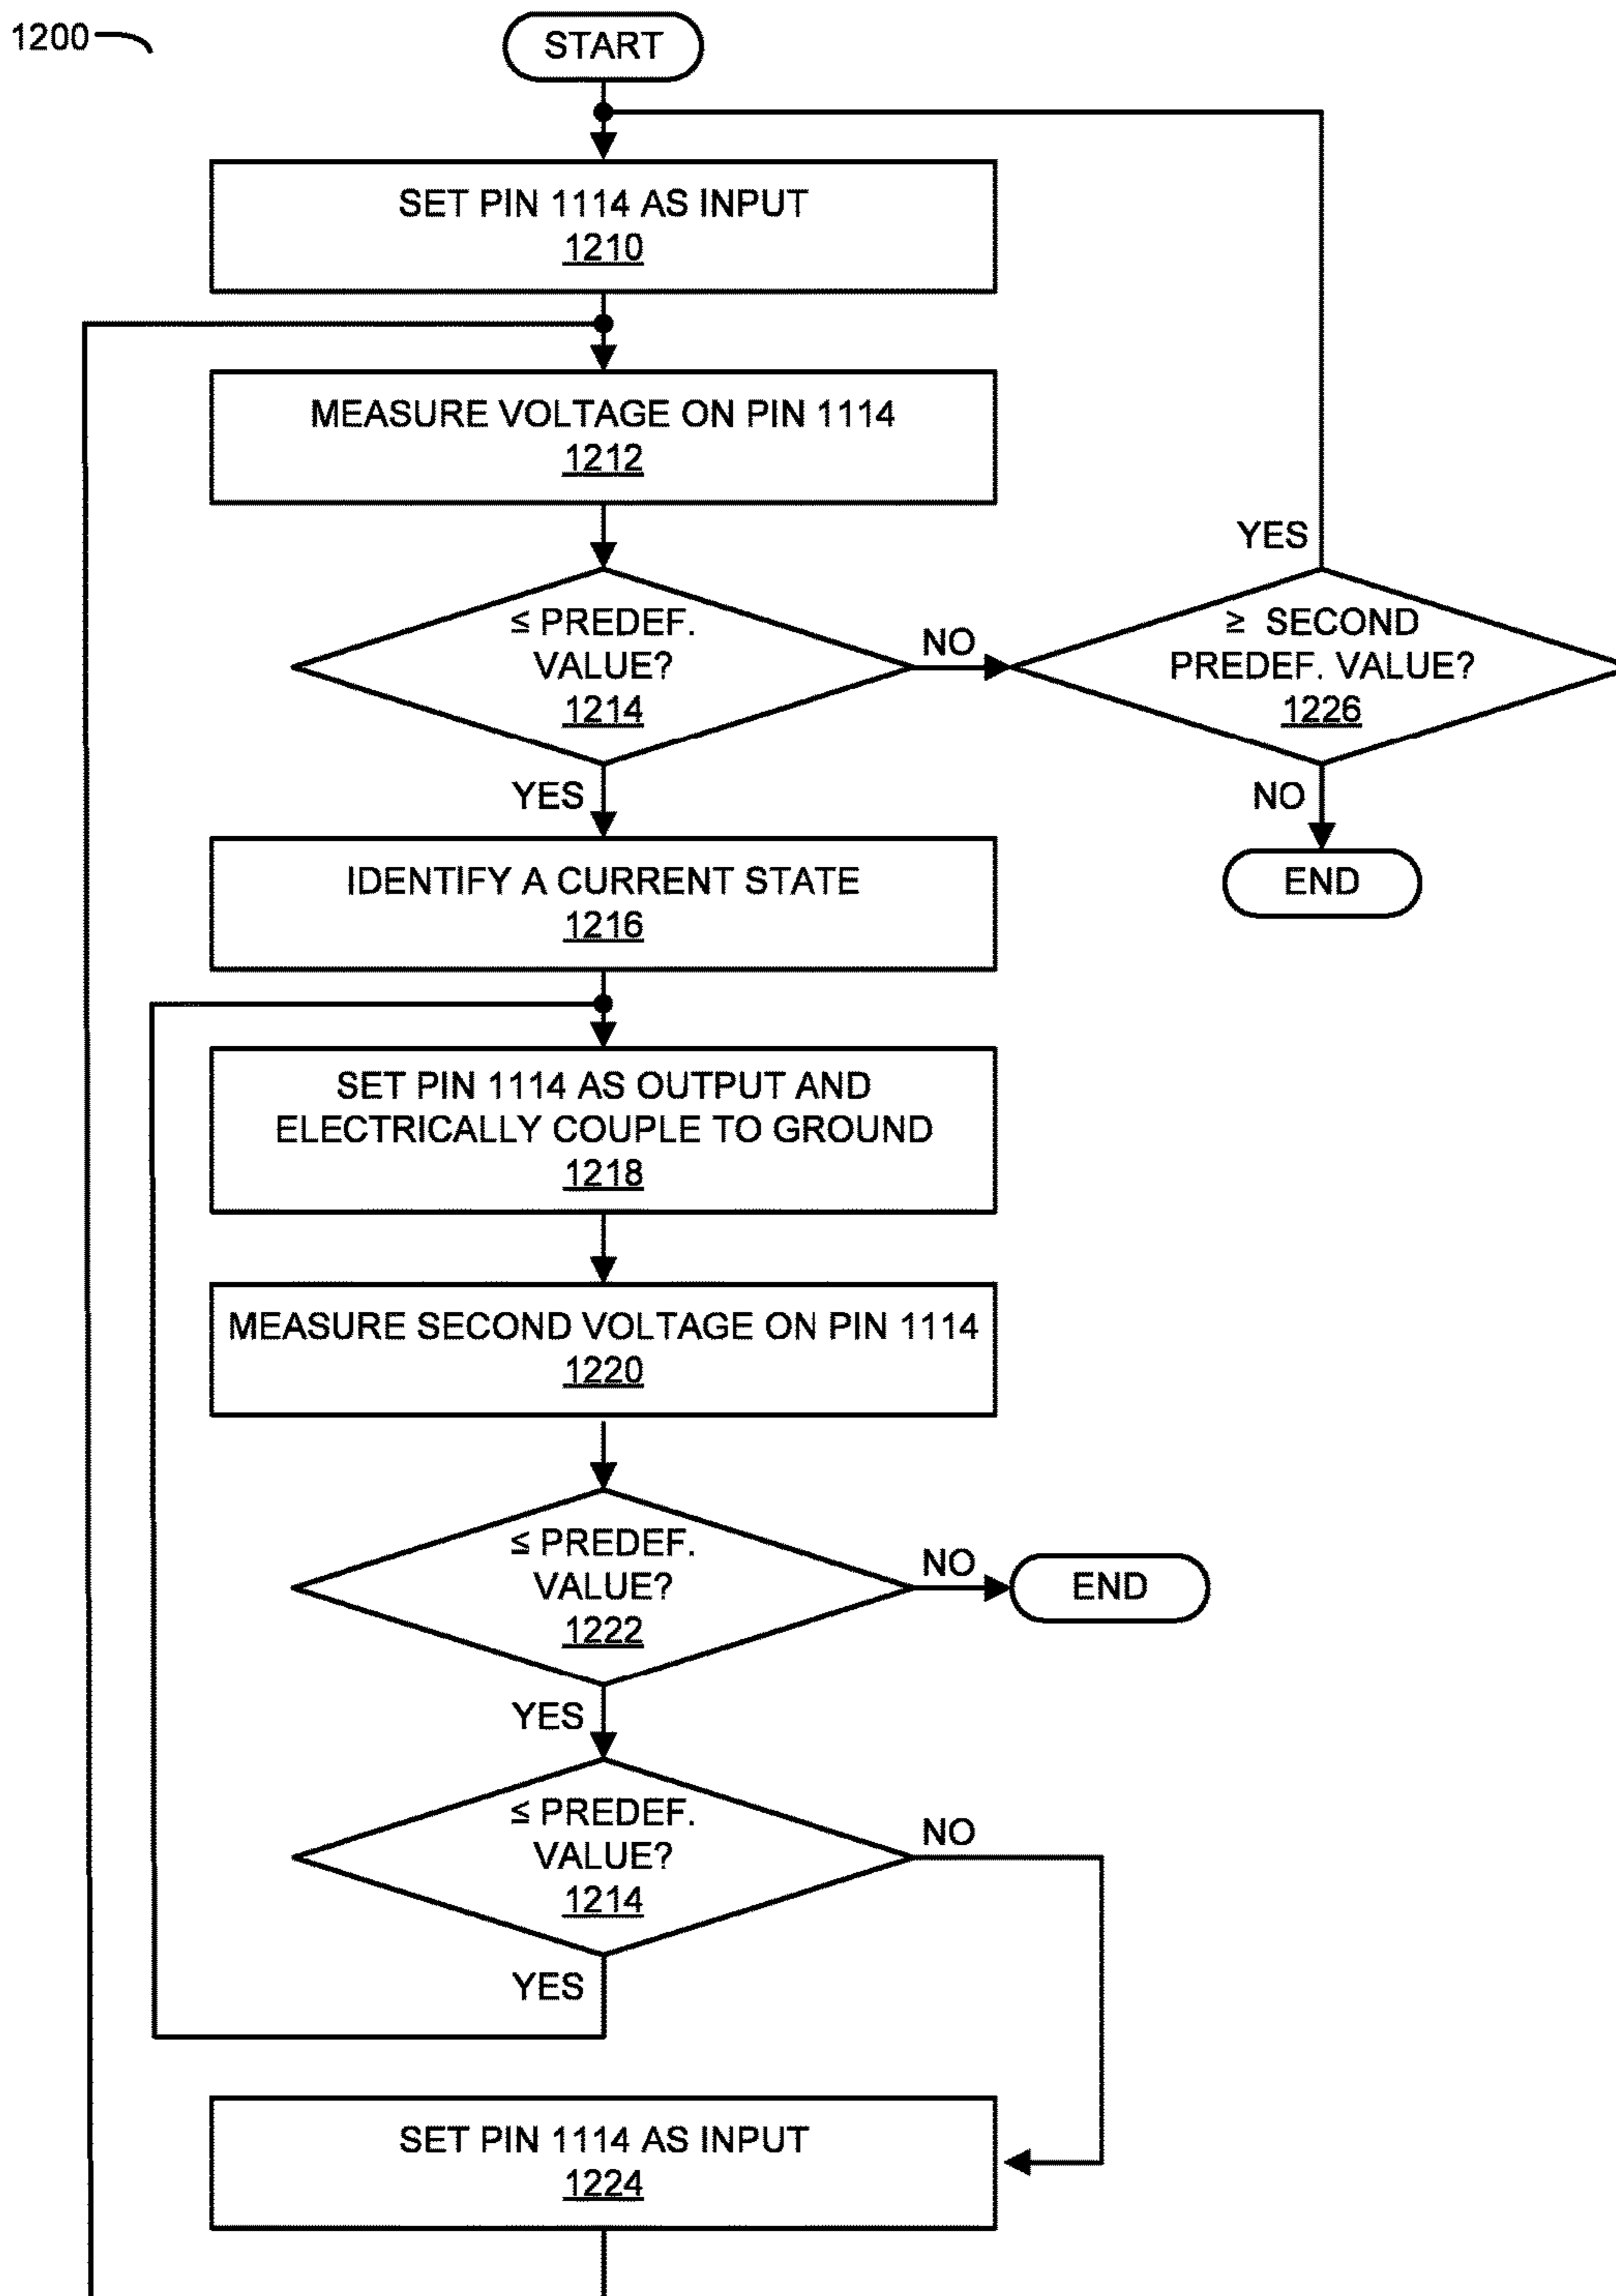 1200
START
SET PIN 1114 AS INPUT
1210
MEASURE VOLTAGE ON PIN 1114
1212
≤ PREDEF.
VALUE?
1214
NO
YES
≥ SECOND
PREDEF. VALUE?
1226
NO
END
YES
IDENTIFY A CURRENT STATE
1216
SET PIN 1114 AS OUTPUT AND
ELECTRICALLY COUPLE TO GROUND
1218
MEASURE SECOND VOLTAGE ON PIN 1114
1220
≤ PREDEF.
VALUE?
1222
NO
END
YES
≤ PREDEF.
VALUE?
1214
NO
YES
SET PIN 1114 AS INPUT
1224